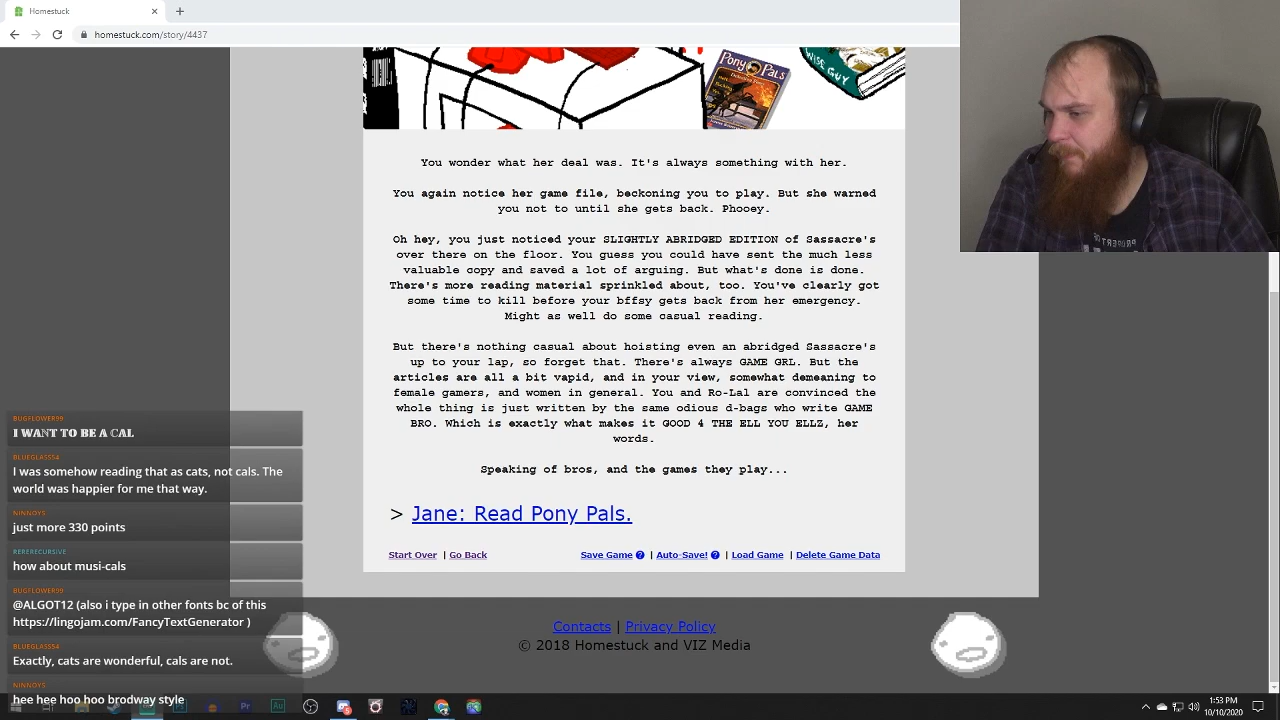 Homestuck
homestuck.com/story/4437
Pony Pals
WISE GUY
You wonder what her deal was. It's always something with her.
You again notice her game file, beckoning you to play. But she warned
you not to until she gets back. Phooey.
Oh hey, you just noticed your SLIGHTLY ABRIDGED EDITION of Sassacre's
over there on the floor. You guess you could have sent the much less
valuable copy and saved a lot of arguing. But what's done is done.
There's more reading material sprinkled about, too. You've clearly got
some time to kill before your bffsy gets back from her emergency.
Might as well do some casual reading.
But there's nothing casual about hoisting even an abridged Sassacre's
up to your lap, so forget that. There's always GAME GRL. But the
articles are all a bit vapid, and in your view, somewhat demeaning to
female gamers, and women in general. You and Ro-Lal are convinced the
whole thing is just written by the same odious d-bags who write GAME
BRO. Which is exactly what makes it GOOD 4 THE ELL YOU ELLZ, her
words.
Speaking of bros, and the games they play...
> Jane: Read Pony Pals.
Start Over | Go Back
Save Game ? | Auto-Save! ? | Load Game | Delete Game Data
Contacts | Privacy Policy
© 2018 Homestuck and VIZ Media
BUGFLOWER99
I WANT TO BE A CAL
BLUEGLASS54
I was somehow reading that as cats, not cals. The
world was happier for me that way.
NINNOYS
just more 330 points
RERERECURSIVE
how about musi-cals
BUGFLOWER99
@ALGOT12 (also i type in other fonts bc of this
https://lingojam.com/FancyTextGenerator )
BLUEGLASS54
Exactly, cats are wonderful, cals are not.
NINNOYS
hee hee hoo hoo brodway style
1:53 PM
10/10/2020